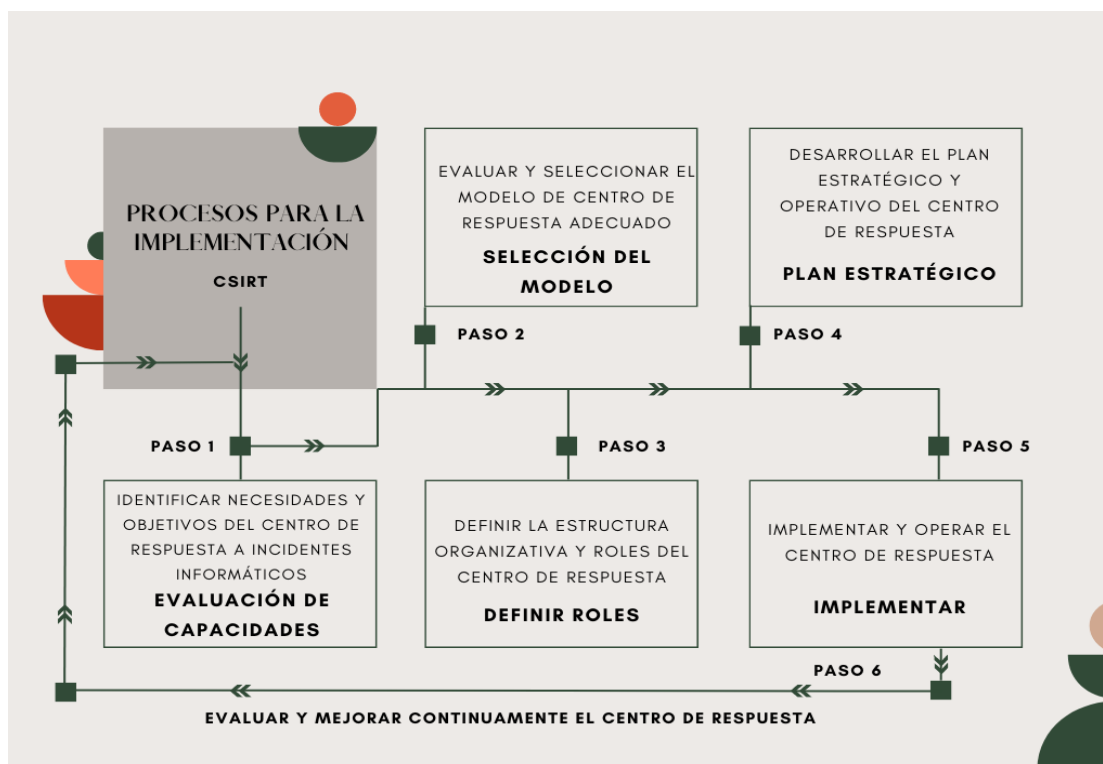 PROCESOS PARA LA
IMPLEMENTACIÓN
CSIRT
PASO 1
IDENTIFICAR NECESIDADES Y
OBJETIVOS DEL CENTRO DE
RESPUESTA A INCIDENTES
INFORMÁTICOS
EVALUACIÓN DE
CAPACIDADES
EVALUAR Y SELECCIONAR EL
MODELO DE CENTRO DE
RESPUESTA ADECUADO
SELECCIÓN DEL
MODELO
PASO 2
PASO 3
DEFINIR LA ESTRUCTURA
ORGANIZATIVA Y ROLES DEL
CENTRO DE RESPUESTA
DEFINIR ROLES
DESARROLLAR EL PLAN
ESTRATÉGICO Y
OPERATIVO DEL CENTRO
DE RESPUESTA
PLAN ESTRATÉGICO
PASO 4
PASO 5
IMPLEMENTAR Y OPERAR EL
CENTRO DE RESPUESTA
IMPLEMENTAR
PASO 6
EVALUAR Y MEJORAR CONTINUAMENTE EL CENTRO DE RESPUESTA